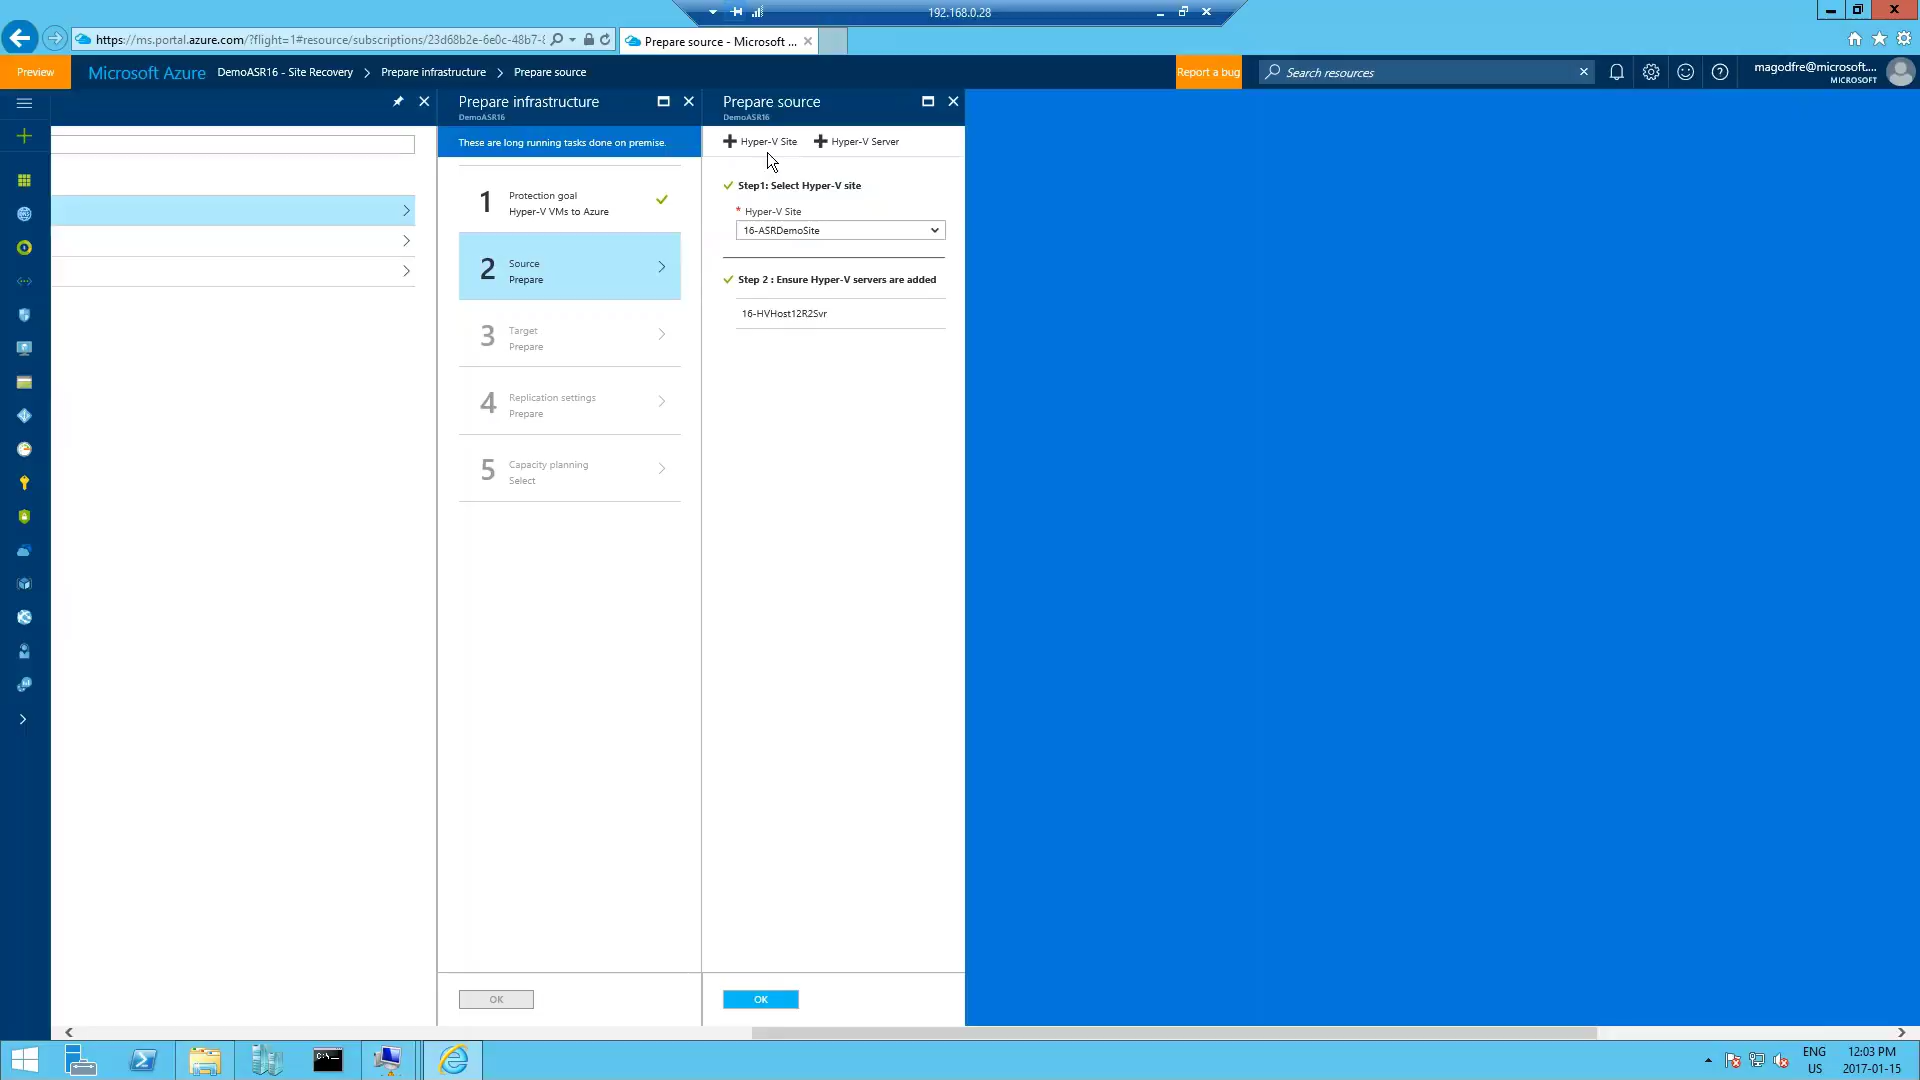 192.168.0.28
https://ms.portal.azure.com/?flight=1#resource/subscriptions/23d68b2e-6e0c-48b7-
Prepare source - Microsoft ...
Preview
Microsoft Azure
DemoASR16 - Site Recovery
Prepare infrastructure
Prepare source
Report a bug
Search resources
magodfre@microsoft....
MICROSOFT
Prepare infrastructure
DemoASR16
These are long running tasks done on premise.
1
Protection goal
Hyper-V VMs to Azure
2
Source
Prepare
3
Target
Prepare
4
Replication settings
Prepare
5
Capacity planning
Select
OK
Prepare source
DemoASR16
Hyper-V Site
Hyper-V Server
Step1: Select Hyper-V site
* Hyper-V Site
16-ASRDemoSite
Step 2 : Ensure Hyper-V servers are added
16-HVHost12R2Svr
OK
ENG
US
12:03 PM
2017-01-15